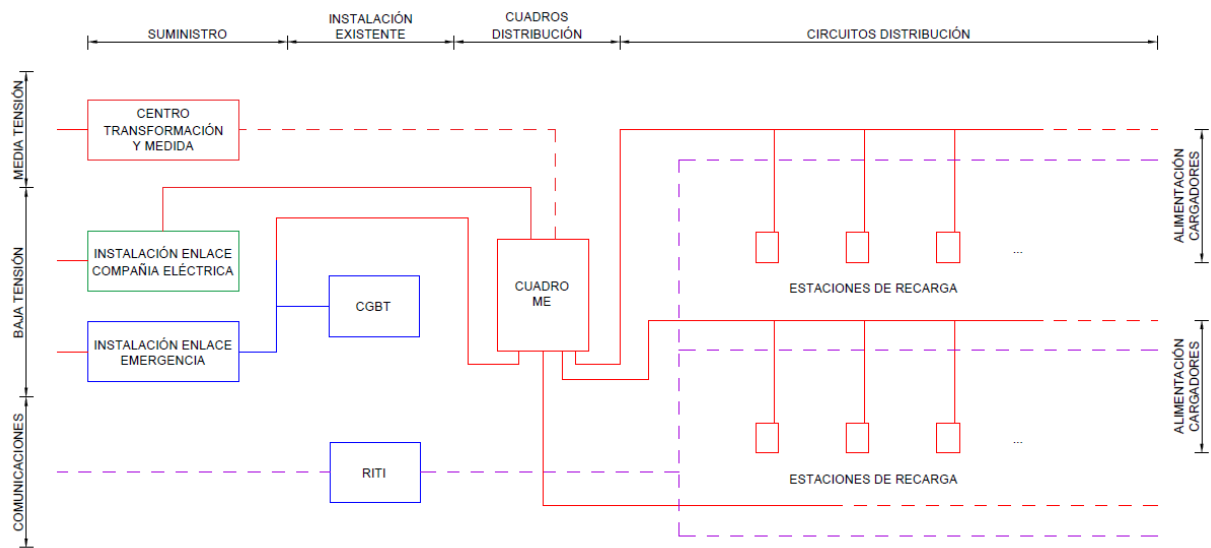 SUMINISTRO
INSTALACIÓN
EXISTENTE
CUADROS
DISTRIBUCIÓN
CIRCUITOS DISTRIBUCIÓN
MEDIA TENSIÓN
CENTRO
TRANSFORMACIÓN
Y MEDIDA
ALIMENTACIÓN
CARGADORES
BAJA TENSIÓN
INSTALACIÓN ENLACE
COMPAÑIA ELÉCTRICA
CUADRO
ME
...
ESTACIONES DE RECARGA
CGBT
INSTALACIÓN ENLACE
EMERGENCIA
ALIMENTACIÓN
CARGADORES
COMUNICACIONES
RITI
...
ESTACIONES DE RECARGA